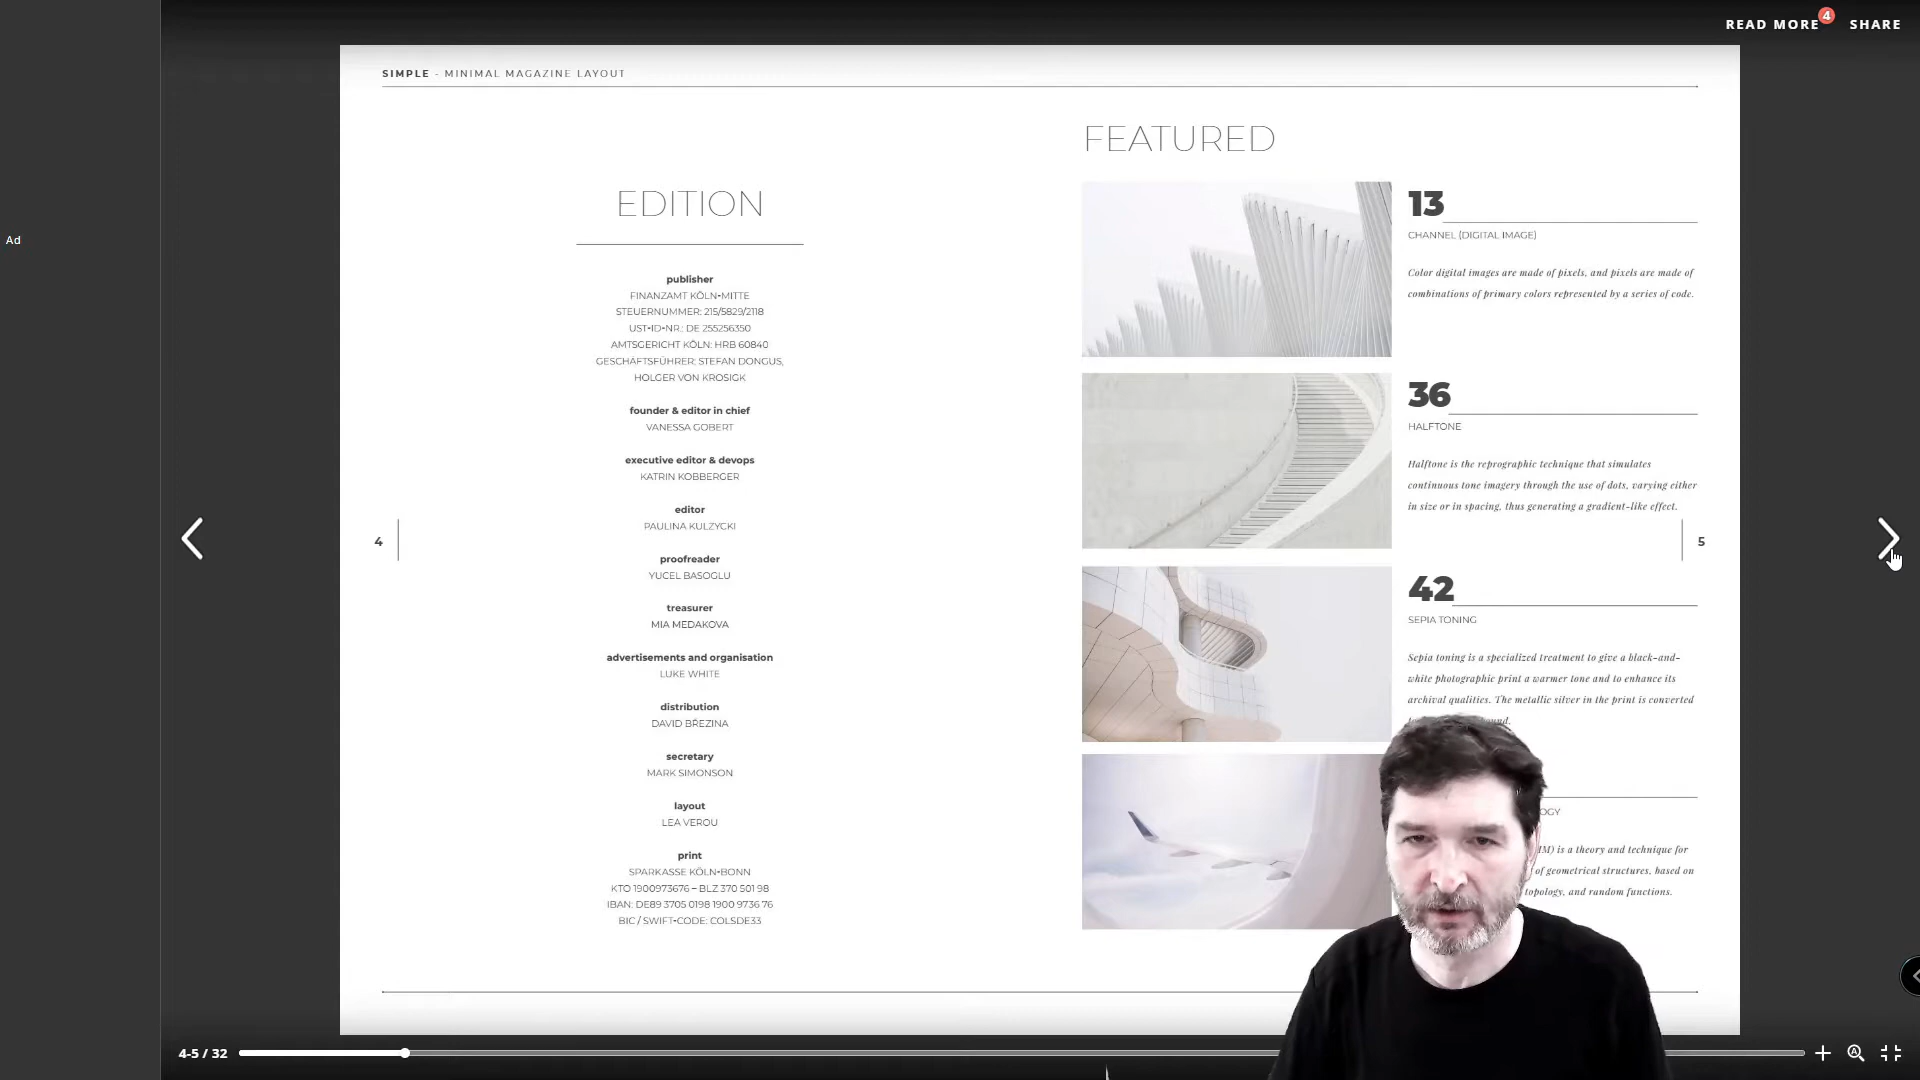 READ MORE 4 SHARE
SIMPLE - MINIMAL MAGAZINE LAYOUT
Ad
EDITION
publisher
FINANZAMT KÖLN-MITTE
STEUERNUMMER: 215/5829/2118
UST-ID-NR.: DE 255256350
AMTSGERICHT KÖLN: HRB 60840
GESCHÄFTSFÜHRER: STEFAN DONGUS,
HOLGER VON KROSIGK
founder & editor in chief
VANESSA GOBERT
executive editor & devops
KATRIN KOBBERGER
editor
PAULINA KULZYCKI
proofreader
YUCEL BASOGLU
treasurer
MIA MEDAKOVA
advertisements and organisation
LUKE WHITE
distribution
DAVID BŘEZINA
secretary
MARK SIMONSON
layout
LEA VEROU
print
SPARKASSE KÖLN-BONN
KTO 1900973676 – BLZ 370 501 98
IBAN: DE89 3705 0198 1900 9736 76
BIC / SWIFT-CODE: COLSDE33
4
FEATURED
13
CHANNEL (DIGITAL IMAGE)
Color digital images are made of pixels, and pixels are made of
combinations of primary colors represented by a series of code.
36
HALFTONE
Halftone is the reprographic technique that simulates
continuous tone imagery through the use of dots, varying either
in size or in spacing, thus generating a gradient-like effect.
5
42
SEPIA TONING
Sepia toning is a specialized treatment to give a black-and-
white photographic print a warmer tone and to enhance its
archival qualities. The metallic silver in the print is converted
is a theory and technique for
of geometrical structures, based on
topology, and random functions.
4-5 / 32